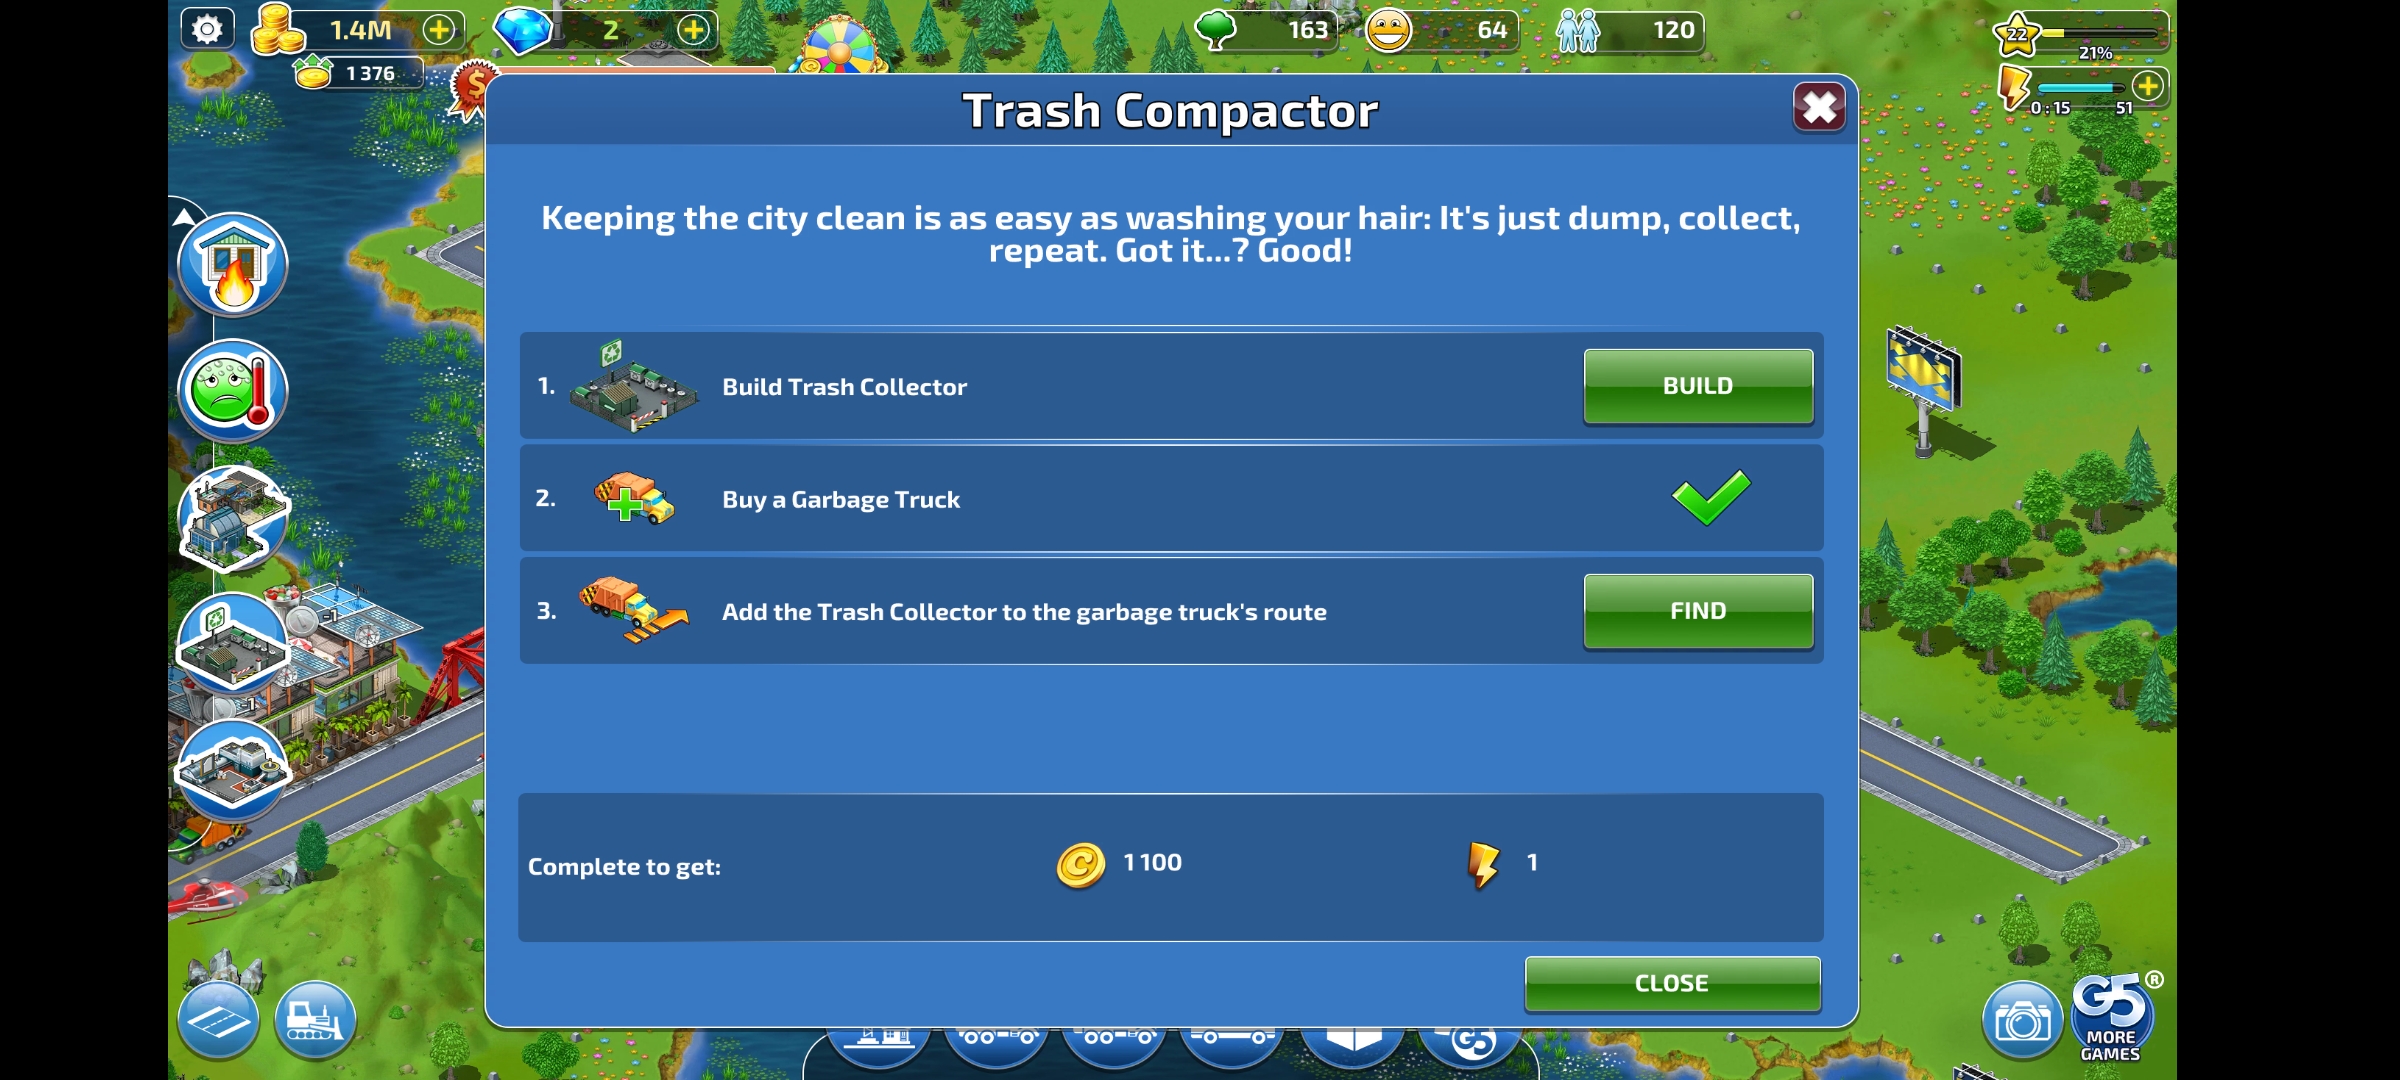 1.4M
2
163
64
120
22
21%
1 376
0 : 15
51
Trash Compactor
Keeping the city clean is as easy as washing your hair: It's just dump, collect,
repeat. Got it...? Good!
1.
Build Trash Collector
BUILD
2.
Buy a Garbage Truck
3.
Add the Trash Collector to the garbage truck's route
FIND
-1
-1
Complete to get:
1 100
1
CLOSE
G5
G5®
MORE
GAMES